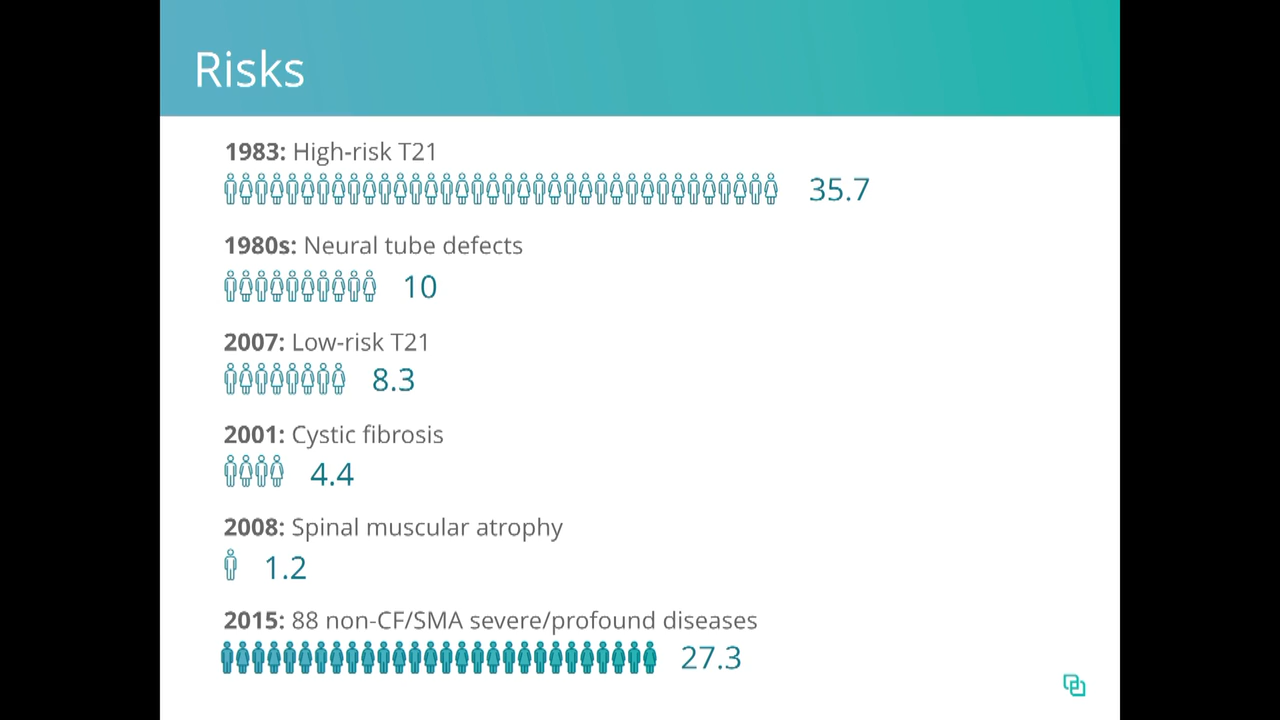 Risks
1983: High-risk T21
35.7
1980s: Neural tube defects
10
2007: Low-risk T21
8.3
2001: Cystic fibrosis
4.4
2008: Spinal muscular atrophy
1.2
2015: 88 non-CF/SMA severe/profound diseases
27.3